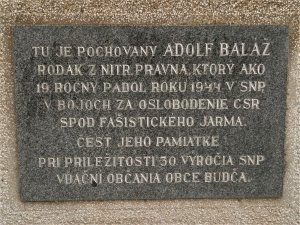 TU JE POCHOVANÝ ADOLF BALÁŽ
RODÁK Z NITR. PRAVNA, KTORÝ AKO
19. ROČNÝ PADOL ROKU 1944 V SNP
V BOJOCH ZA OSLOBODENIE ČSR
SPOD FAŠISTICKÉHO JARMA.
ČESŤ JEHO PAMIATKE
PRI PRÍLEŽITOSTI 30. VÝROČIA SNP
VĎAČNÍ OBČANIA OBCE BUDČA.